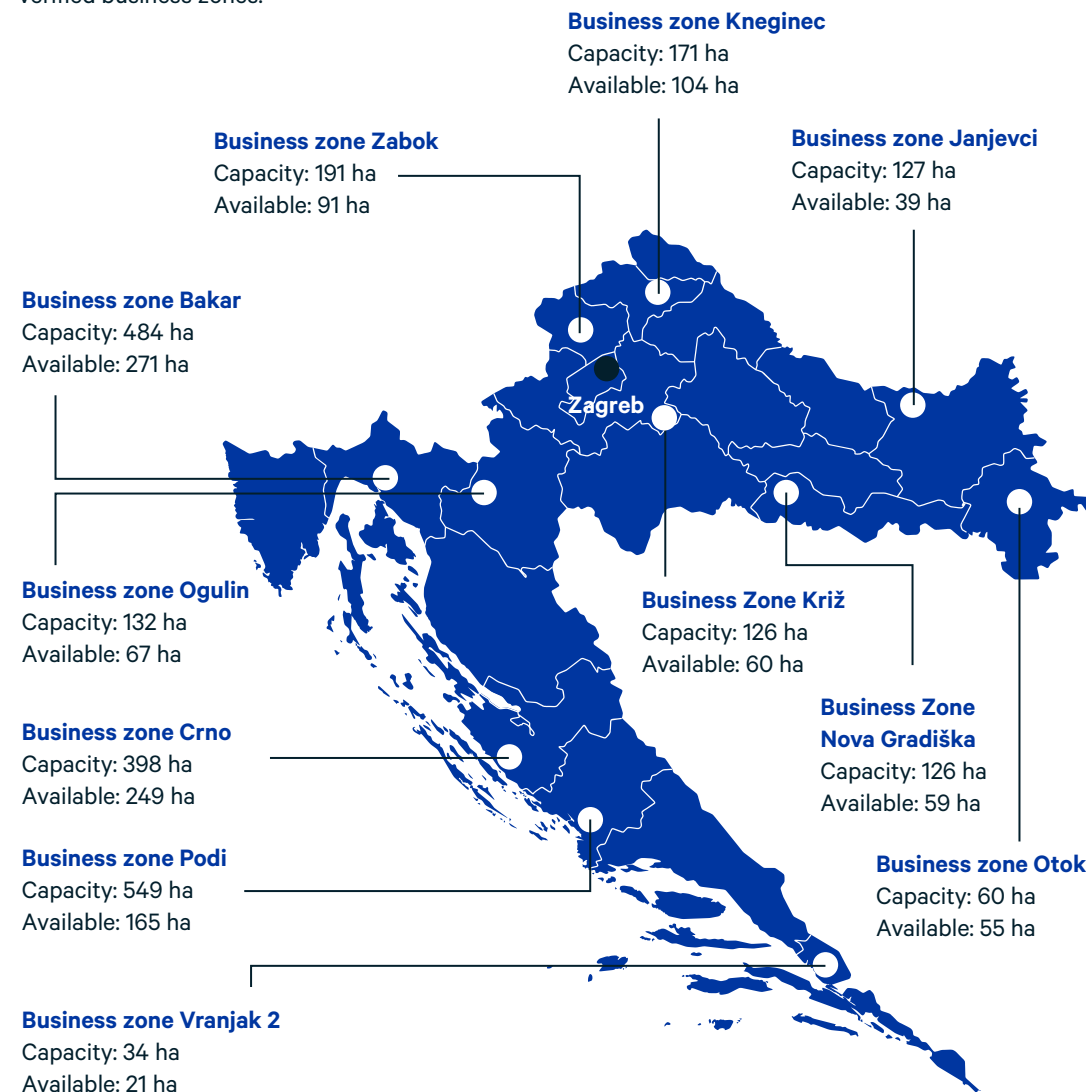 verified business zones.
Business zone Kneginec
Capacity: 171 ha
Available: 104 ha
Business zone Zabok
Capacity: 191 ha
Available: 91 ha
Business zone Janjevci
Capacity: 127 ha
Available: 39 ha
Business zone Bakar
Capacity: 484 ha
Available: 271 ha
Zagreb
Business zone Ogulin
Capacity: 132 ha
Available: 67 ha
Business Zone Križ
Capacity: 126 ha
Available: 60 ha
Business zone Crno
Capacity: 398 ha
Available: 249 ha
Business Zone
Nova Gradiška
Capacity: 126 ha
Available: 59 ha
Business zone Podi
Capacity: 549 ha
Available: 165 ha
Business zone Otok
Capacity: 60 ha
Available: 55 ha
Business zone Vranjak 2
Capacity: 34 ha
Available: 21 ha